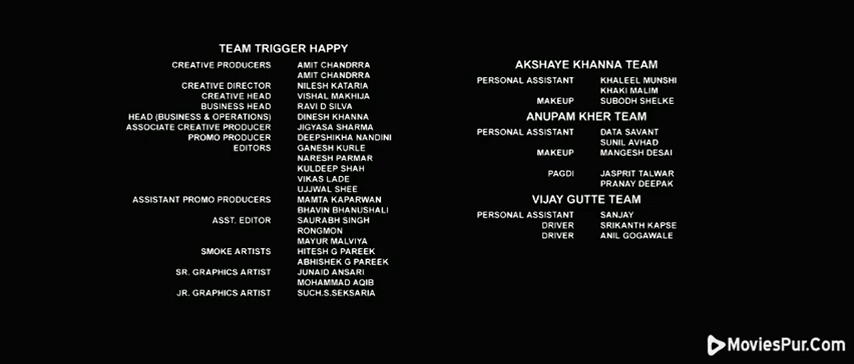 TEAM TRIGGER HAPPY
CREATIVE PRODUCERS AMIT CHANDRRA
AMIT CHANDRRA
CREATIVE DIRECTOR NILESH KATARIA
CREATIVE HEAD VISHAL MAKHIJA
BUSINESS HEAD RAVI D SILVA
HEAD (BUSINESS & OPERATIONS) DINESH KHANNA
ASSOCIATE CREATIVE PRODUCER JIGYASA SHARMA
PROMO PRODUCER DEEPSHIKHA NANDINI
EDITORS GANESH KURLE
NARESH PARMAR
KULDEEP SHAH
VIKAS LADE
UJJWAL SHEE
ASSISTANT PROMO PRODUCERS MAMTA KAPARWAN
BHAVIN BHANUSHALI
ASST. EDITOR SAURABH SINGH
RONGMON
MAYUR MALVIYA
SMOKE ARTISTS HITESH G PAREEK
ABHISHEK G PAREEK
SR. GRAPHICS ARTIST JUNAID ANSARI
MOHAMMAD AQIB
JR. GRAPHICS ARTIST SUCH.S.SEKSARIA
AKSHAYE KHANNA TEAM
PERSONAL ASSISTANT KHALEEL MUNSHI
KHAKI MALIM
MAKEUP SUBODH SHELKE
ANUPAM KHER TEAM
PERSONAL ASSISTANT DATA SAVANT
SUNIL AVHAD
MAKEUP MANGESH DESAI
PAGDI JASPRIT TALWAR
PRANAY DEEPAK
VIJAY GUTTE TEAM
PERSONAL ASSISTANT SANJAY
DRIVER SRIKANTH KAPSE
DRIVER ANIL GOGAWALE
MoviesPur.Com